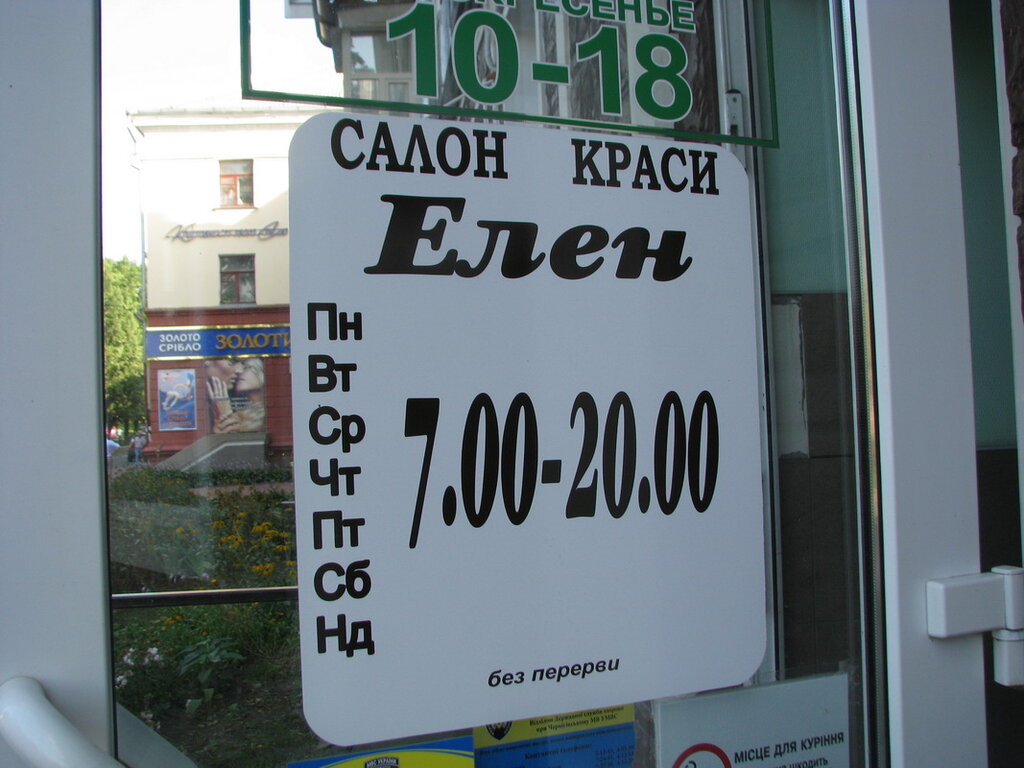 10-18
САЛОН КРАСИ
Елен
Пн
Вт
Ср
Чт
Пт
Сб
Нд
7.00-20.00
без перерви
ЗОЛОТО
СРІБЛО
ЗОЛОТИ
МІСЦЕ ДЛЯ КУРІННЯ